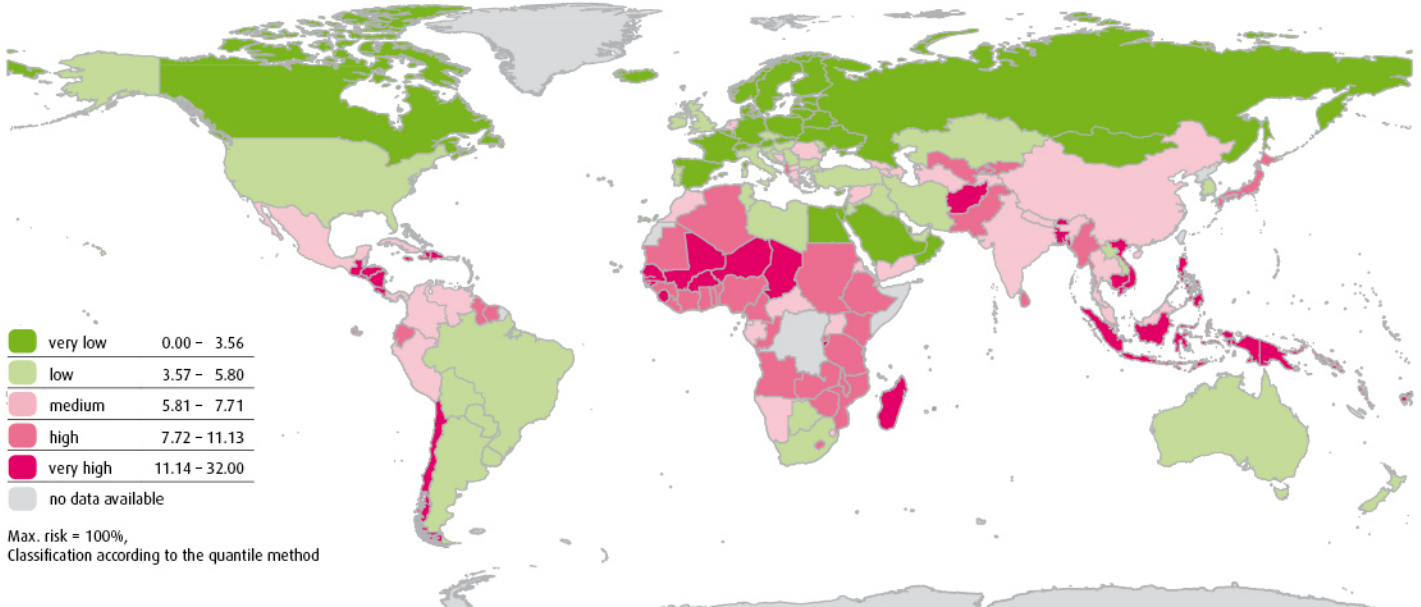 very low 0.00 – 3.56
low 3.57 – 5.80
medium 5.81 – 7.71
high 7.72 – 11.13
very high 11.14 – 32.00
no data available
Max. risk = 100%,
Classification according to the quantile method